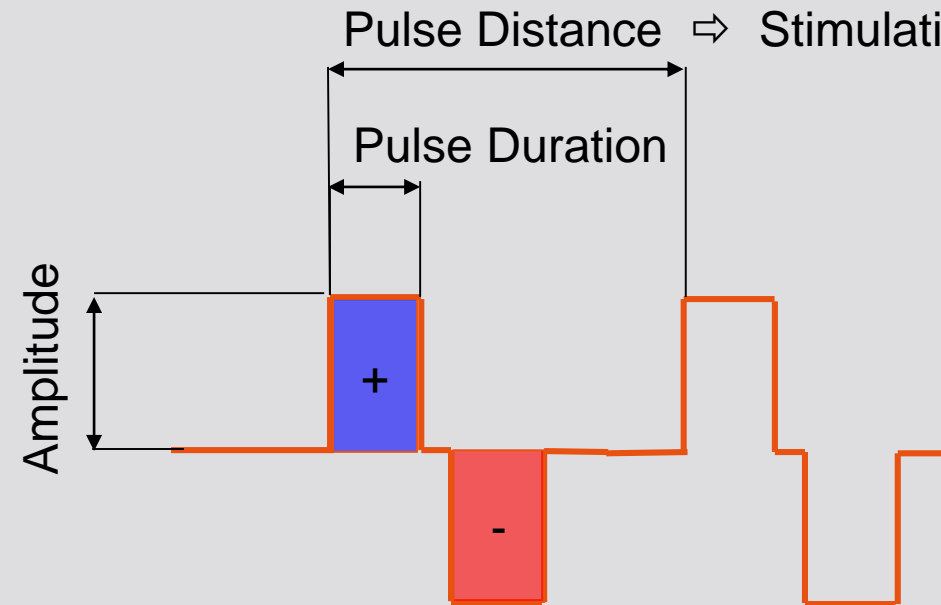 Pulse Distance ⇨ Stimulati
Pulse Duration
Amplitude
+
-